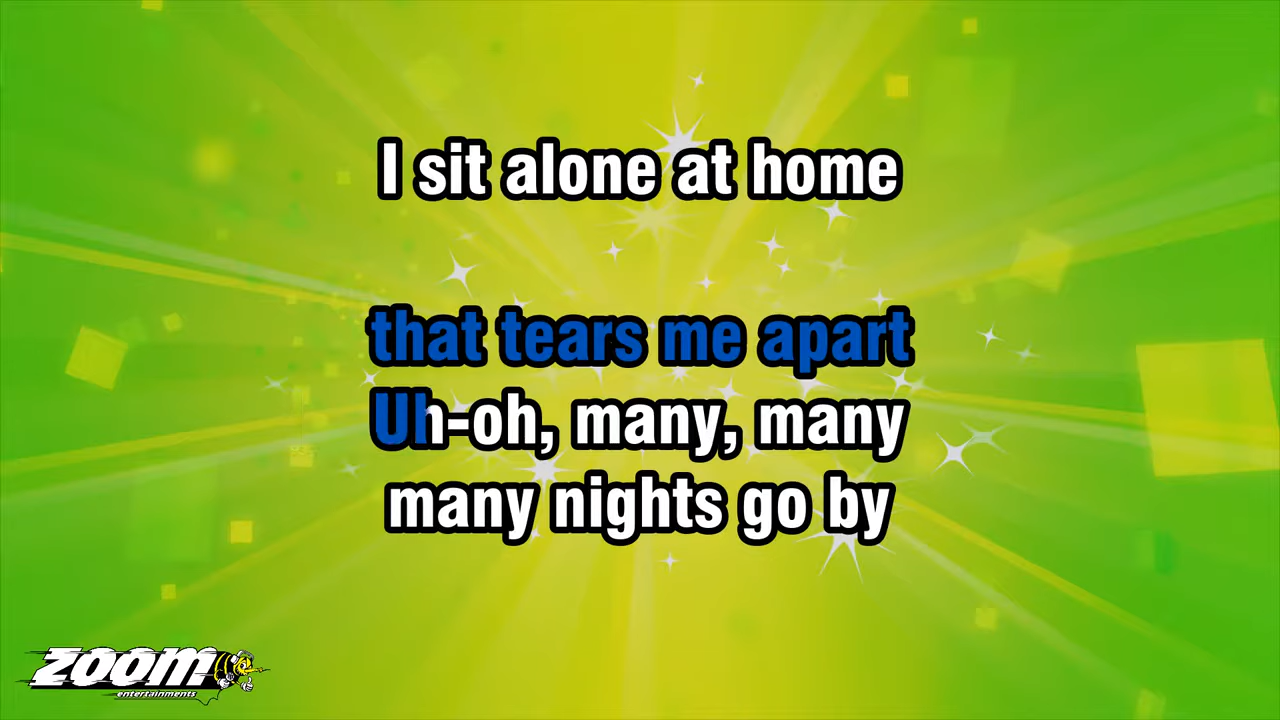 I sit alone at home
that tears me apart
Uh-oh, many, many
many nights go by
zoom
entertainments